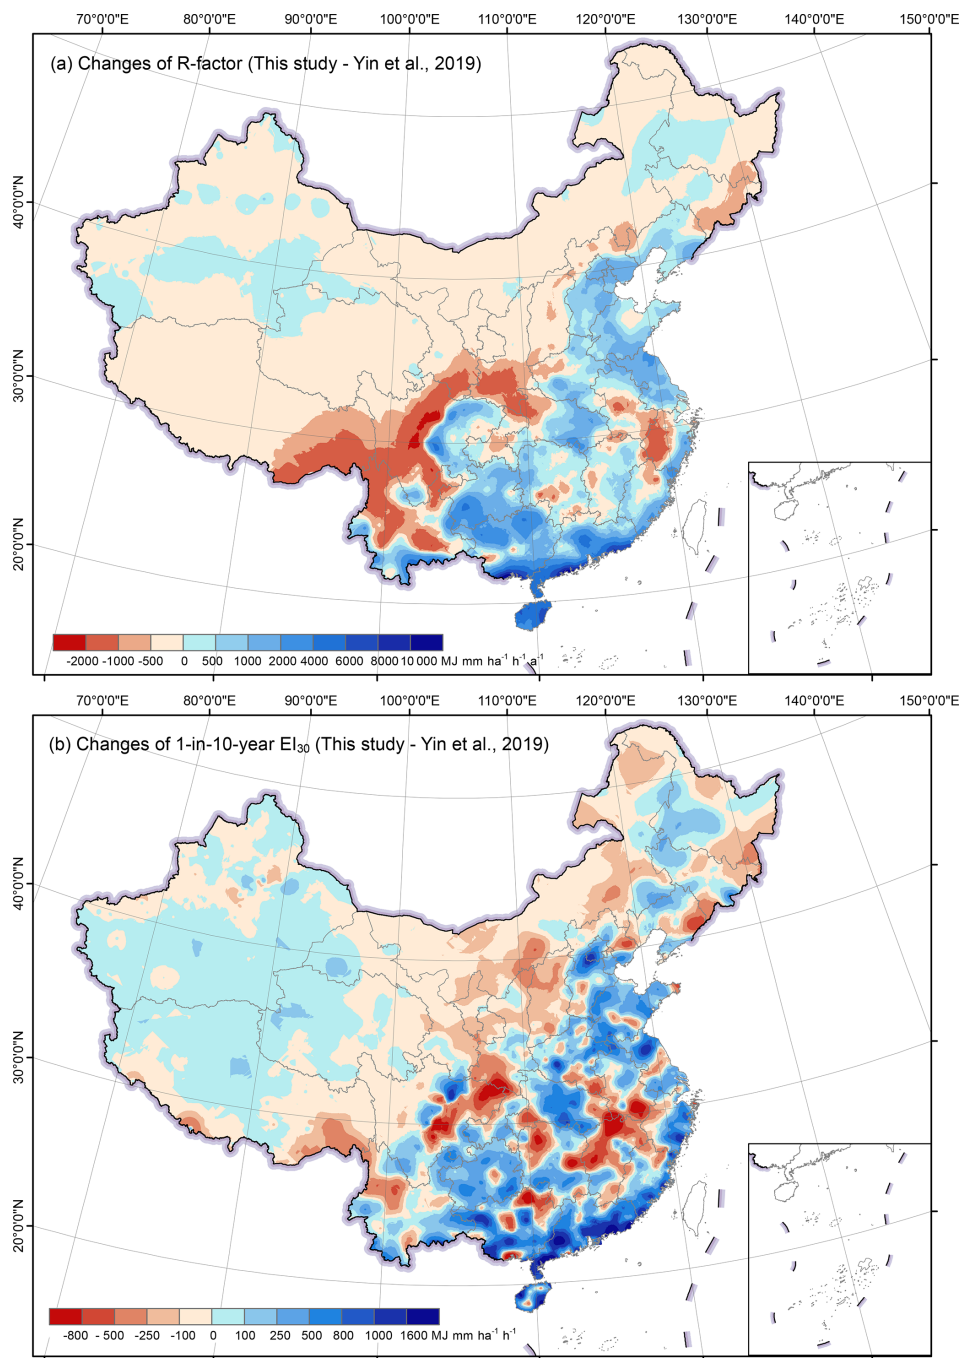 70°0'0"E 80°0'0"E 90°0'0"E 100°0'0"E 110°0'0"E 120°0'0"E 130°0'0"E 140°0'0"E 150°0'0"E
(a) Changes of R-factor (This study - Yin et al., 2019)
40°0'0"N
30°0'0"N
20°0'0"N
-2000 -1000 -500 0 500 1000 2000 4000 6000 8000 10 000 MJ mm ha⁻¹ h⁻¹ a⁻¹
70°0'0"E 80°0'0"E 90°0'0"E 100°0'0"E 110°0'0"E 120°0'0"E 130°0'0"E 140°0'0"E 150°0'0"E
(b) Changes of 1-in-10-year EI₃₀ (This study - Yin et al., 2019)
40°0'0"N
30°0'0"N
20°0'0"N
-800 - 500 -250 -100 0 100 250 500 800 1000 1600 MJ mm ha⁻¹ h⁻¹